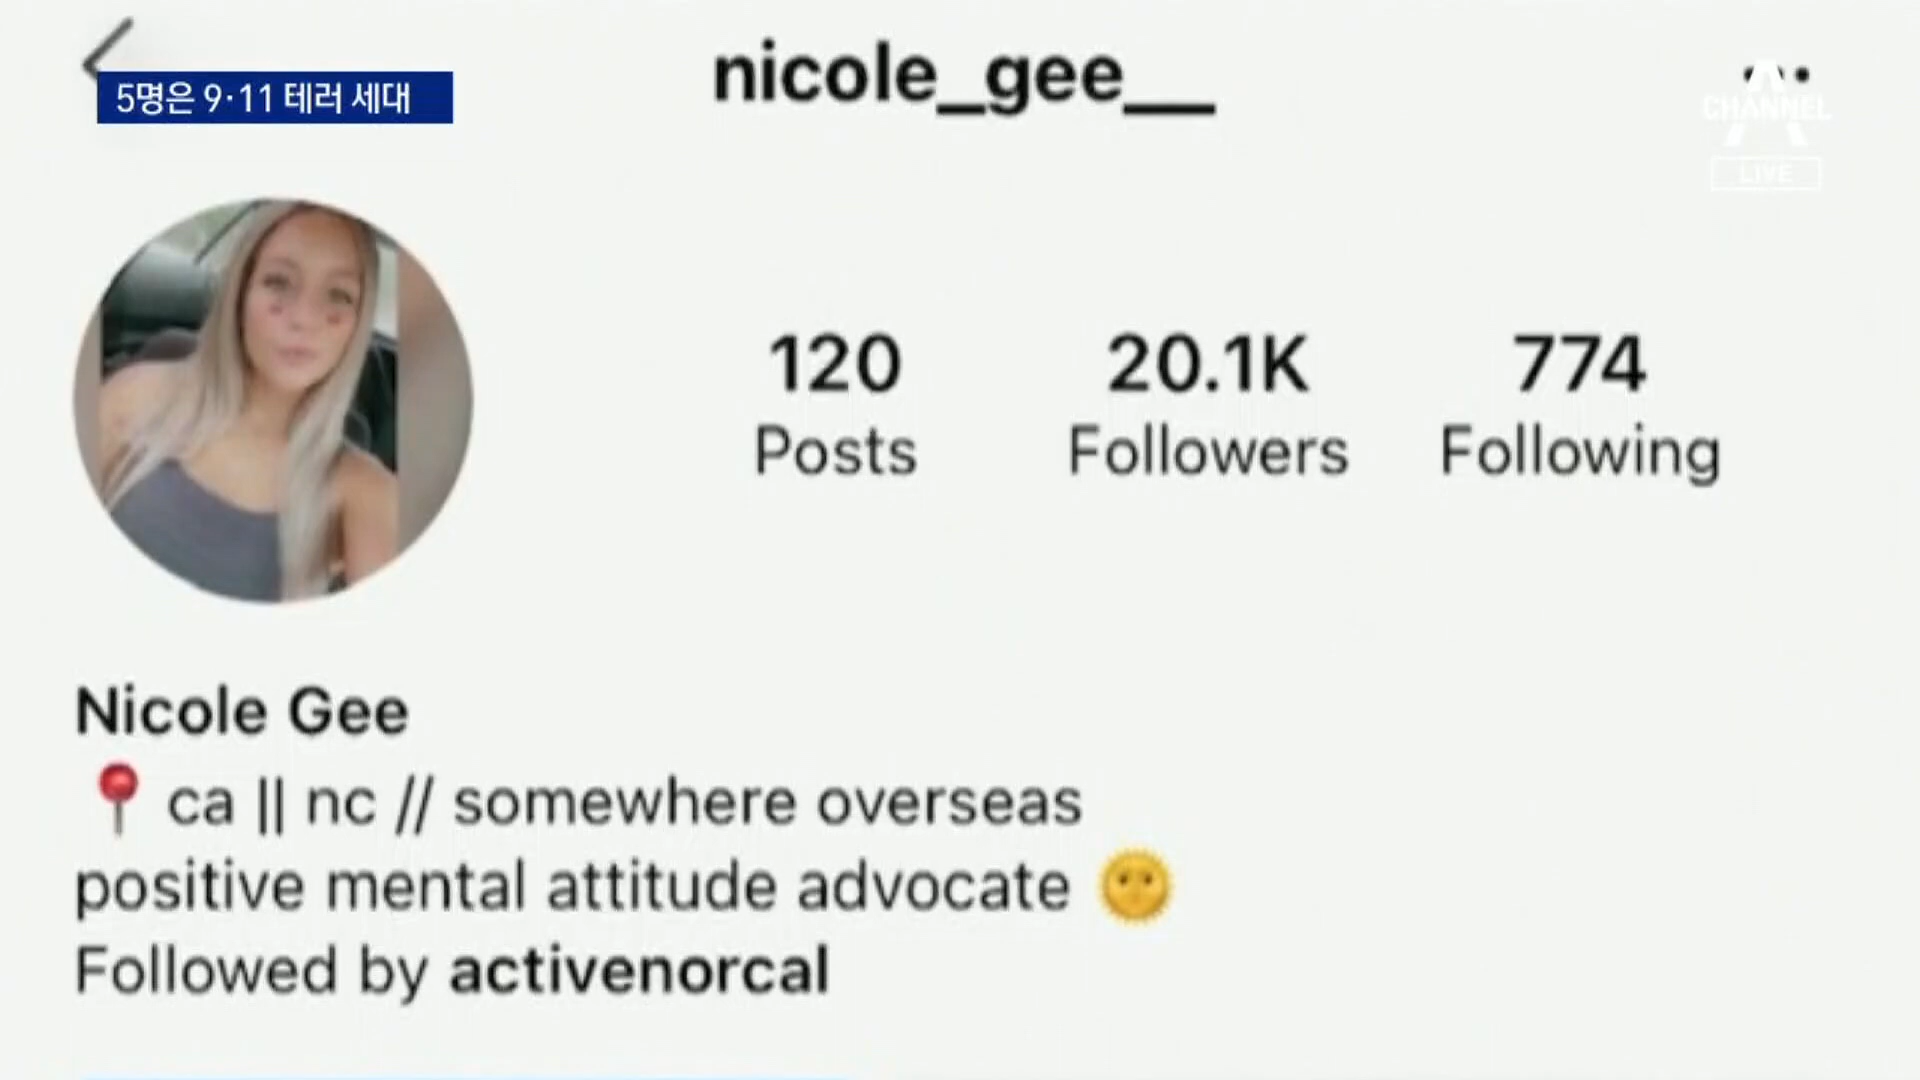 nicole_gee__
5명은 9·11 테러 세대
CHANNEL A
LIVE
120
20.1K
774
Posts
Followers
Following
Nicole Gee
📍 ca || nc // somewhere overseas
positive mental attitude advocate 🌞
Followed by activenorcal